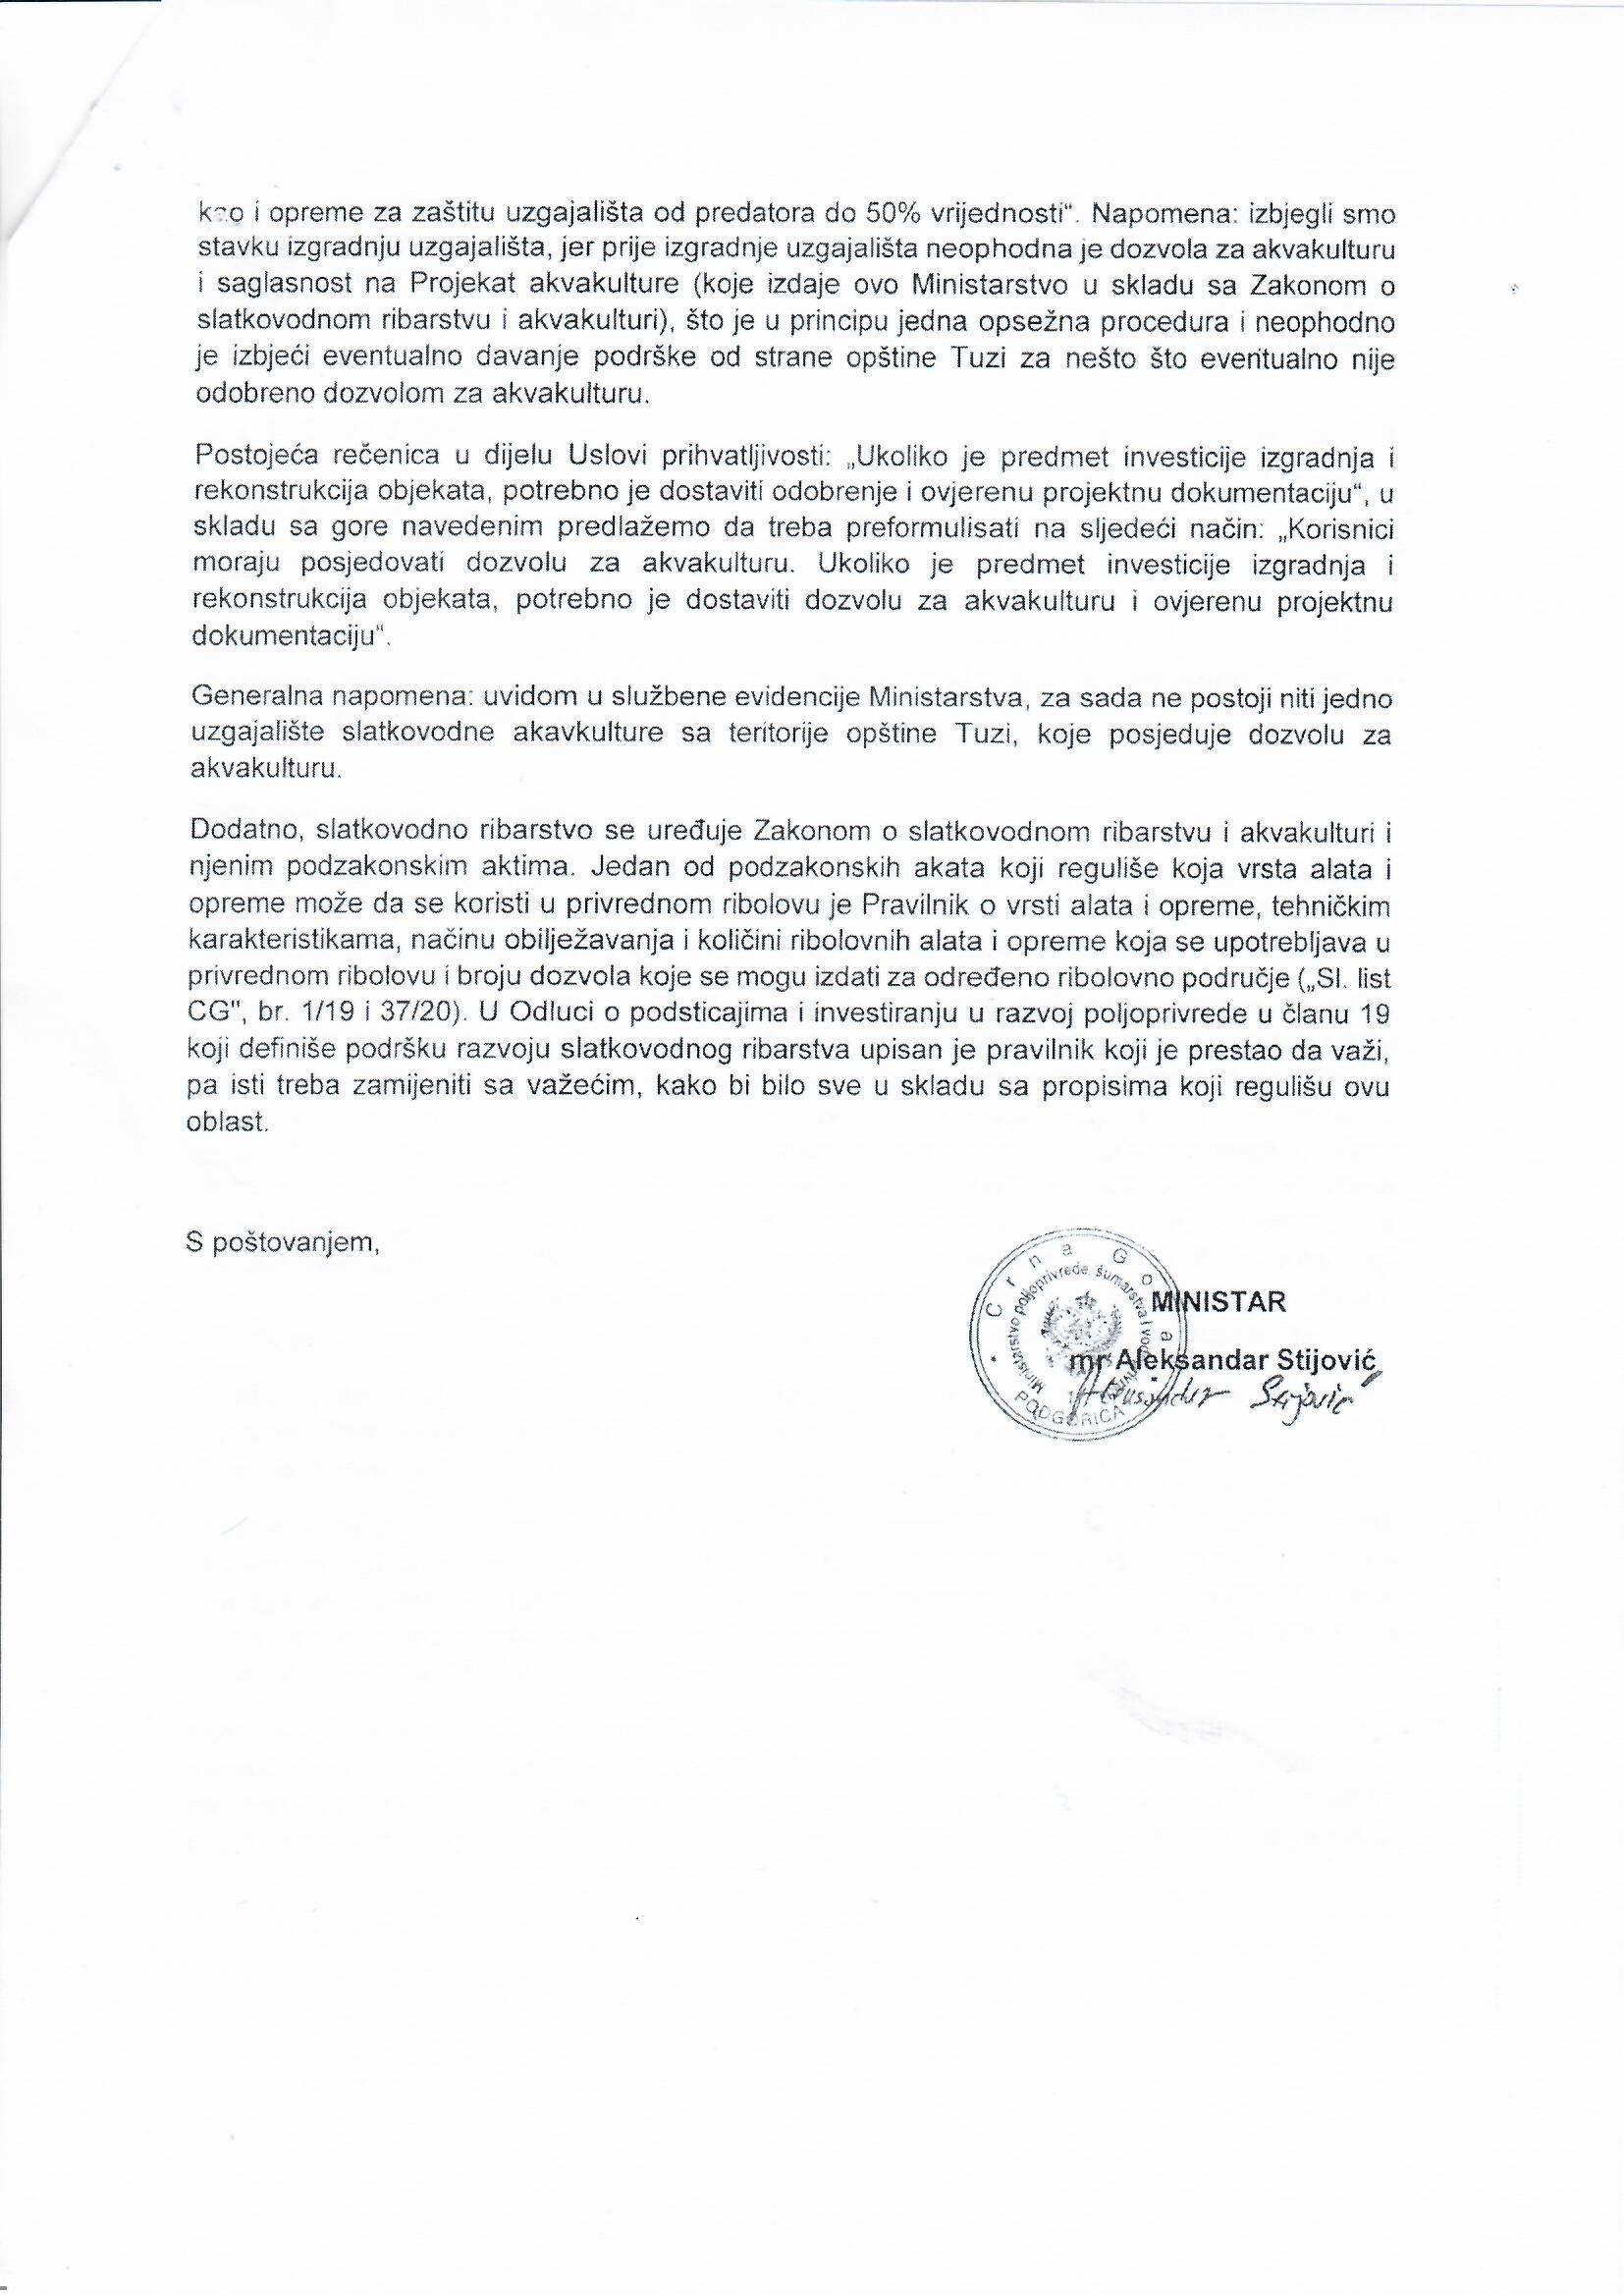 kao i opreme za zaštitu uzgajališta od predatora do 50% vrijednosti“. Napomena: izbjegli smo
stavku izgradnju uzgajališta, jer prije izgradnje uzgajališta neophodna je dozvola za akvakulturu
i saglasnost na Projekat akvakulture (koje izdaje ovo Ministarstvo u skladu sa Zakonom o
slatkovodnom ribarstvu i akvakulturi), što je u principu jedna opsežna procedura i neophodno
je izbjeći eventualno davanje podrške od strane opštine Tuzi za nešto što eventualno nije
odobreno dozvolom za akvakulturu.
Postojeća rečenica u dijelu Uslovi prihvatljivosti: „Ukoliko je predmet investicije izgradnja i
rekonstrukcija objekata, potrebno je dostaviti odobrenje i ovjerenu projektnu dokumentaciju“, u
skladu sa gore navedenim predlažemo da treba preformulisati na sljedeći način: „Korisnici
moraju posjedovati dozvolu za akvakulturu. Ukoliko je predmet investicije izgradnja i
rekonstrukcija objekata, potrebno je dostaviti dozvolu za akvakulturu i ovjerenu projektnu
dokumentaciju“.
Generalna napomena: uvidom u službene evidencije Ministarstva, za sada ne postoji niti jedno
uzgajalište slatkovodne akavkulture sa teritorije opštine Tuzi, koje posjeduje dozvolu za
akvakulturu.
Dodatno, slatkovodno ribarstvo se uređuje Zakonom o slatkovodnom ribarstvu i akvakulturi i
njenim podzakonskim aktima. Jedan od podzakonskih akata koji reguliše koja vrsta alata i
opreme može da se koristi u privrednom ribolovu je Pravilnik o vrsti alata i opreme, tehničkim
karakteristikama, načinu obilježavanja i količini ribolovnih alata i opreme koja se upotrebljava u
privrednom ribolovu i broju dozvola koje se mogu izdati za određeno ribolovno područje („Sl. list
CG", br. 1/19 i 37/20). U Odluci o podsticajima i investiranju u razvoj poljoprivrede u članu 19
koji definiše podršku razvoju slatkovodnog ribarstva upisan je pravilnik koji je prestao da važi,
pa isti treba zamijeniti sa važećim, kako bi bilo sve u skladu sa propisima koji regulišu ovu
oblast.
S poštovanjem,
Crna Gora
Ministarstvo poljoprivrede, šumarstva i
PODGORICA
MINISTAR
mr Aleksandar Stijović
Aleksandar Stijović